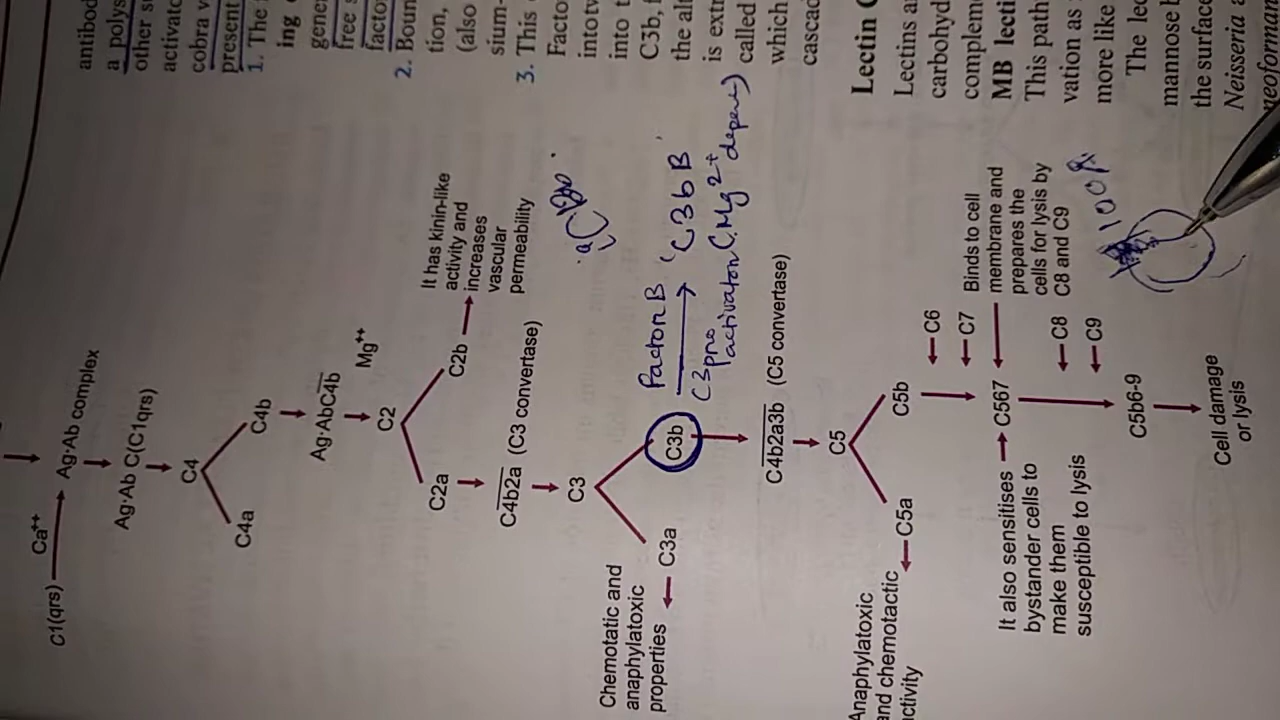 antibod
a polys
other su
activato
cobra v
present
1. The
ing
gener
free s
factor
2. Boun
tion,
(also
sium-
3. This
Facto
intotw
into t
C3b, f
the al
is extr
called
which
cascad
Lectin
Lectins a
carbohyd
complem
MB lecti
This path
vation as
more like
The lec
mannose b
the surface
Neisseria a
neoforman
Ca++
C1(qrs)
Ag·Ab complex
Ag·Ab C(C1qrs)
C4
C4a
C4b
Ag·AbC4b
Mg++
C2
C2a
C2b
It has kinin-like
activity and
increases
vascular
permeability
C4b2a (C3 convertase)
C3
C3a
C3b
Chemotatic and
anaphylatoxic
properties
Factor B
C3bB
C3 pro
activator (Mg2+ depen)
C4b2a3b (C5 convertase)
C5
C5a
C5b
Anaphylatoxic
and chemotactic
activity
C6
C7
C567
Binds to cell
membrane and
prepares the
cells for lysis by
C8 and C9
It also sensitises
bystander cells to
make them
susceptible to lysis
C8
C9
100
C5b6-9
Cell damage
or lysis